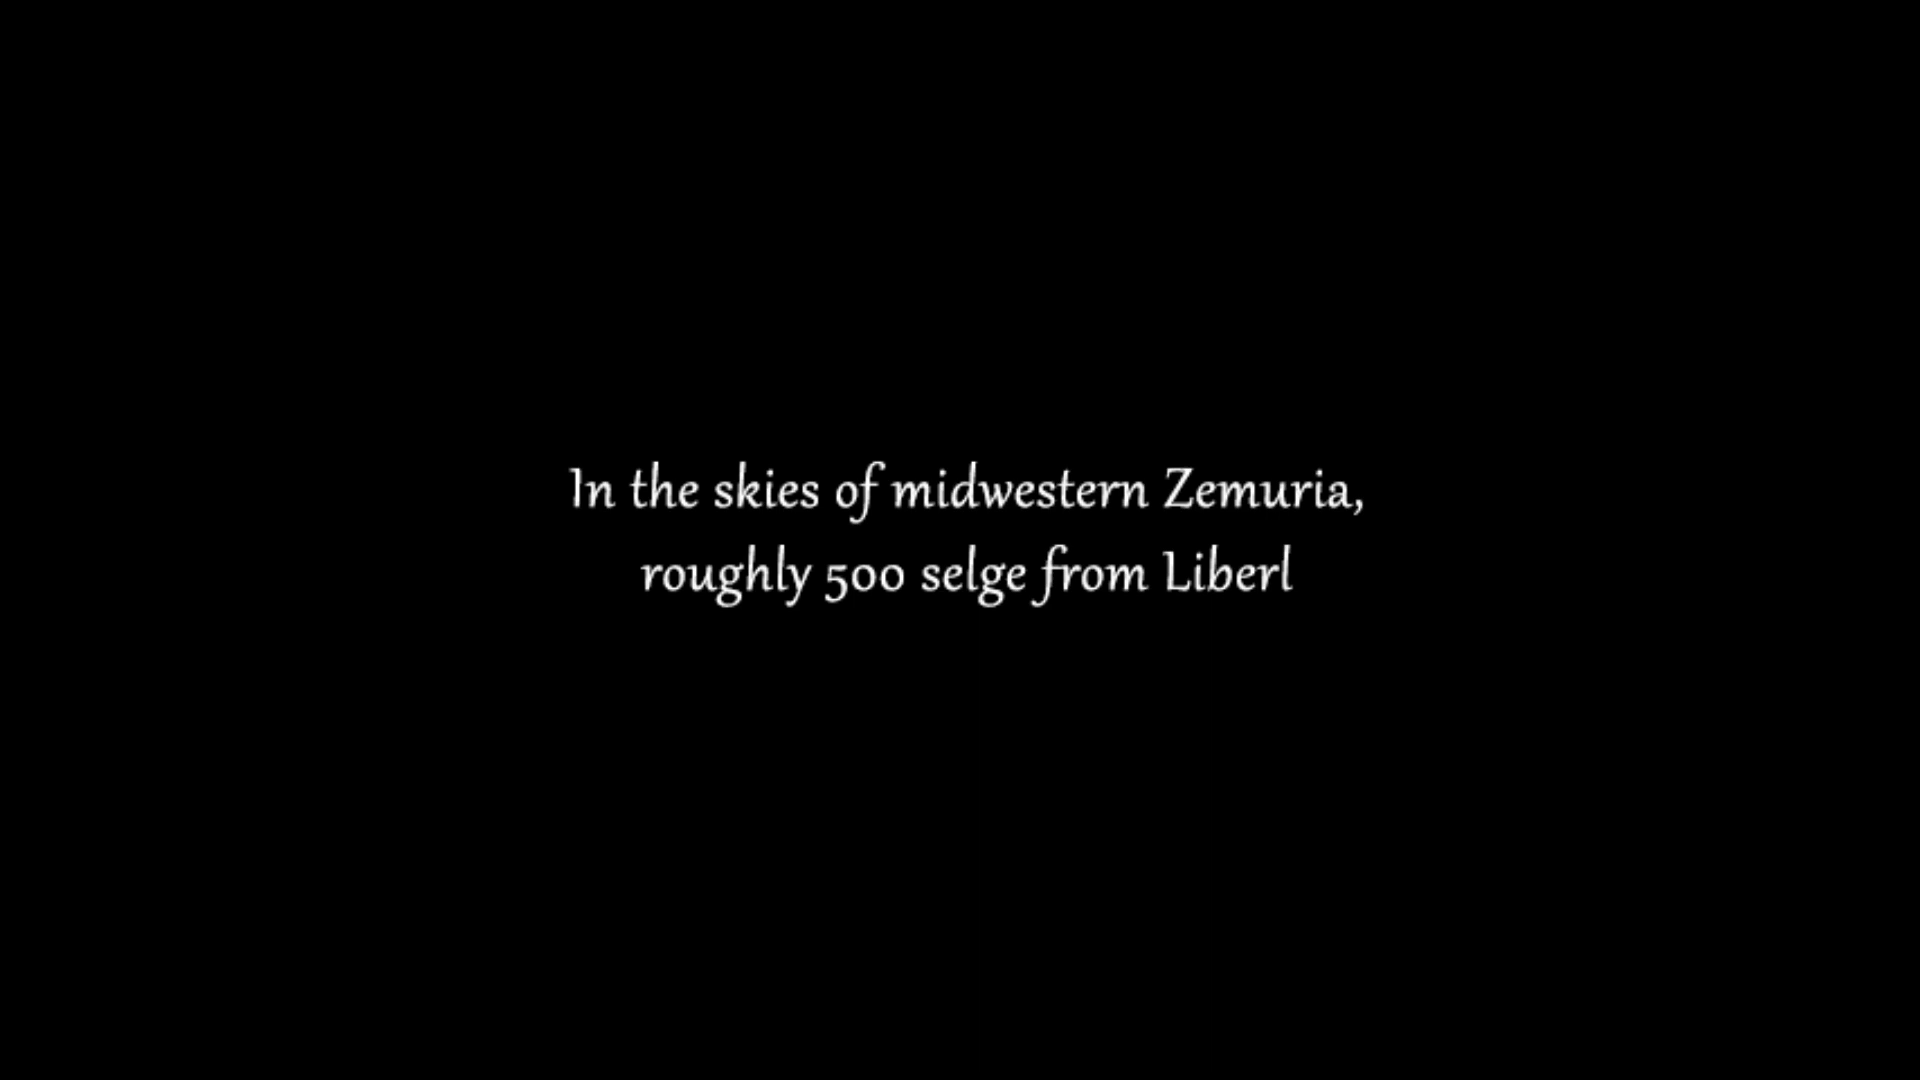 In the skies of midwestern Zemuria,
roughly 500 selge from Liberl